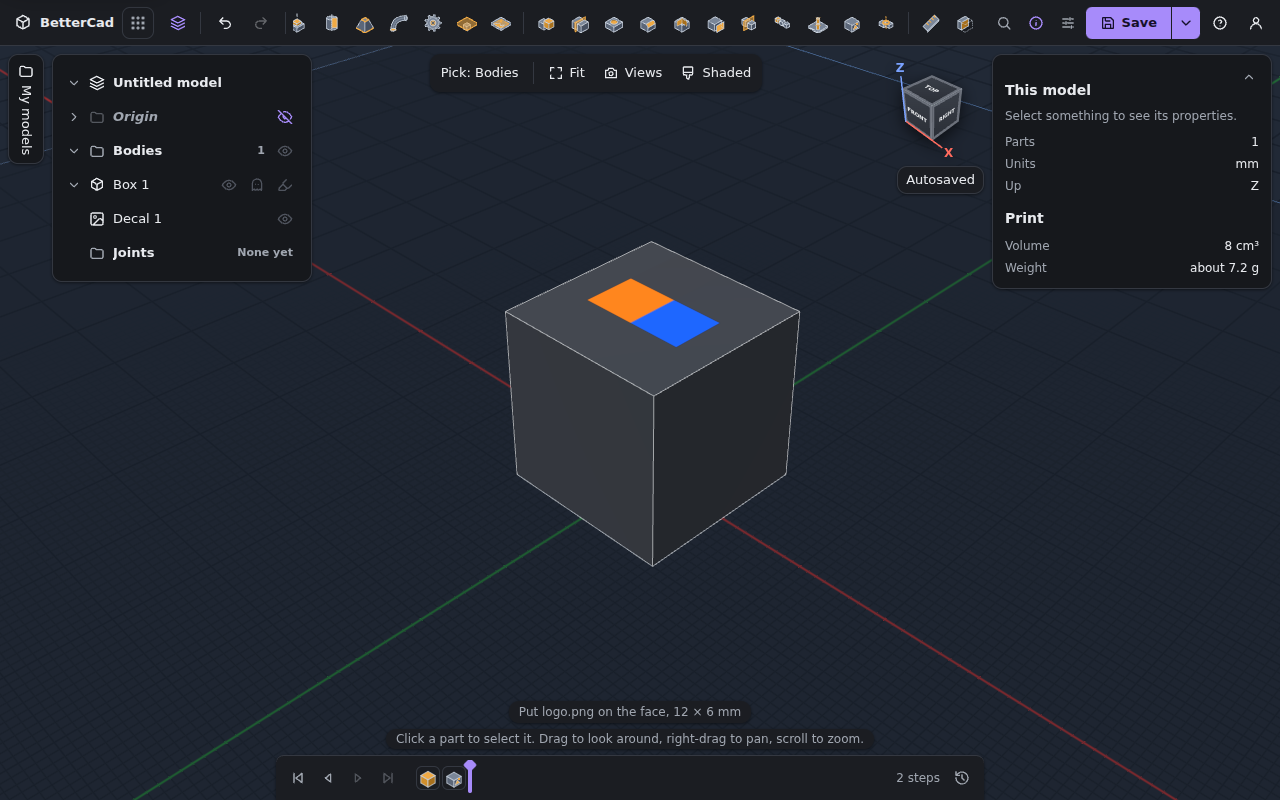 BetterCad
Save
My models
Untitled model
Origin
Bodies 1
Box 1
Decal 1
Joints None yet
Pick: Bodies Fit Views Shaded
Z
TOP
FRONT RIGHT
X
Autosaved
This model
Select something to see its properties.
Parts 1
Units mm
Up Z
Print
Volume 8 cm³
Weight about 7.2 g
Put logo.png on the face, 12 × 6 mm
Click a part to select it. Drag to look around, right-drag to pan, scroll to zoom.
2 steps